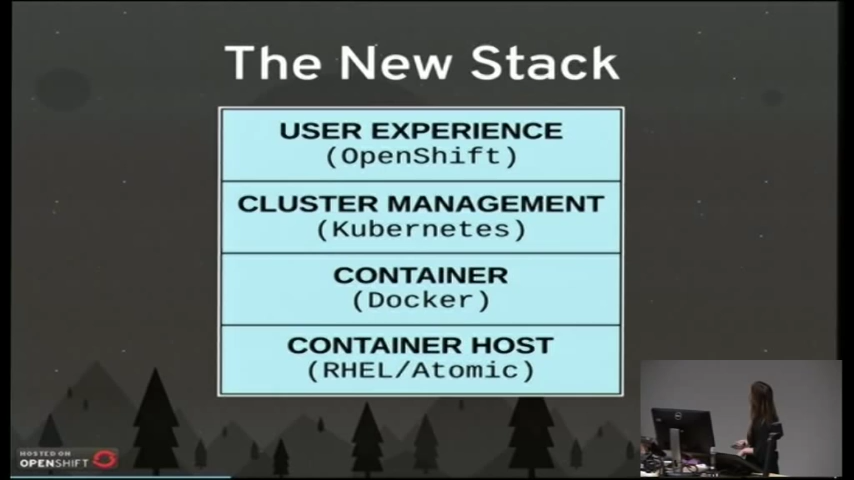 The New Stack
USER EXPERIENCE
(OpenShift)
CLUSTER MANAGEMENT
(Kubernetes)
CONTAINER
(Docker)
CONTAINER HOST
(RHEL/Atomic)
HOSTED ON
OPENSHIFT